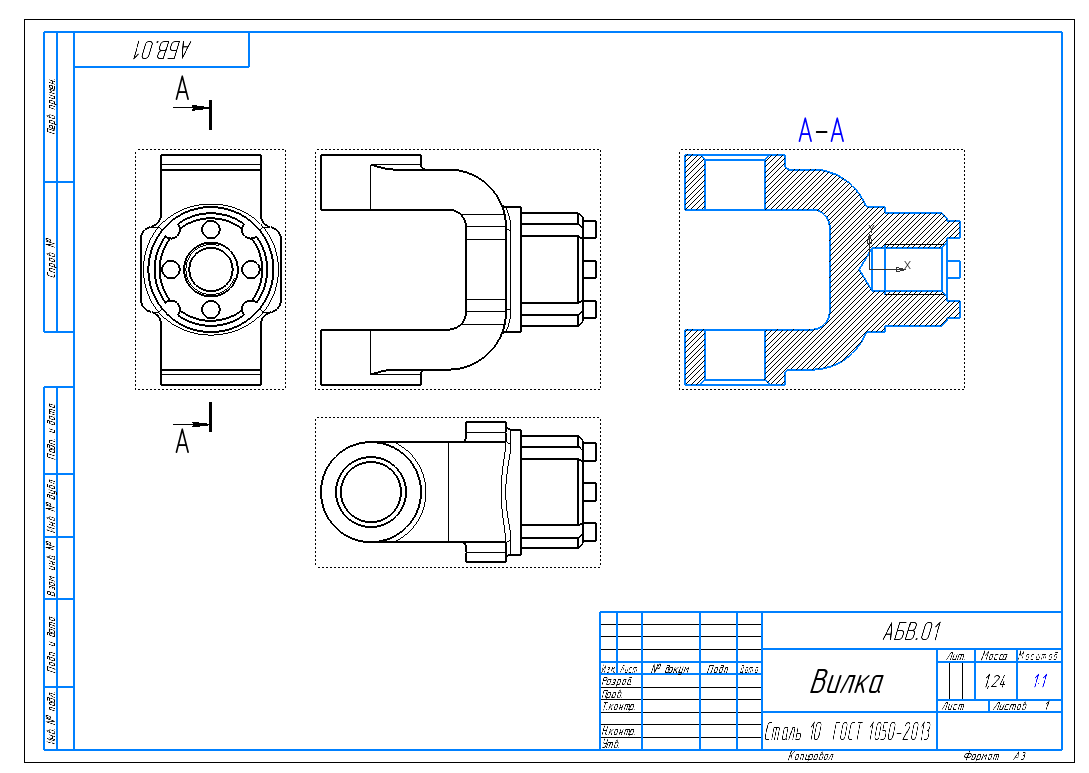 АБВ.01
А
А-А
Y
X
А
Перв. примен.
Справ. №
Подп. и дата
Инв. № дубл.
Взам. инв. №
Подп. и дата
Инв. № подл.
АБВ.01
Вилка
Лит.
Масса
Масштаб
1,24
1:1
Лист
Листов 1
Изм. Лист № докум. Подп. Дата
Разраб.
Пров.
Т.контр.
Н.контр.
Утв.
Сталь 10 ГОСТ 1050-2013
Копировал
Формат А3